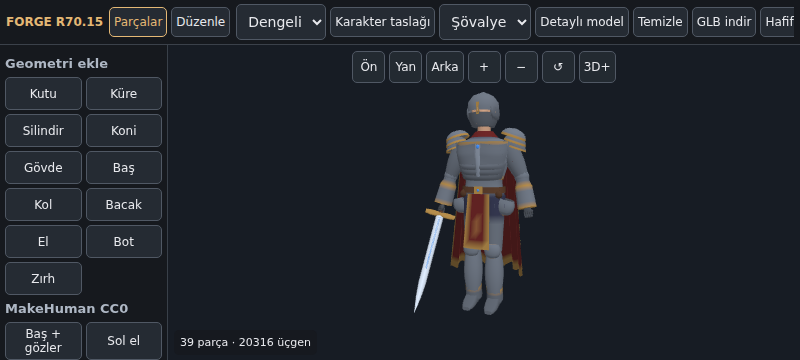 FORGE R70.15 Parçalar Düzenle Dengeli Karakter taslağı Şövalye Detaylı model Temizle GLB indir Hafif
Ön Yan Arka + − ↺ 3D+
Geometri ekle
Kutu Küre
Silindir Koni
Gövde Baş
Kol Bacak
El Bot
Zırh
MakeHuman CC0
Baş +
gözler
Sol el
39 parça · 20316 üçgen